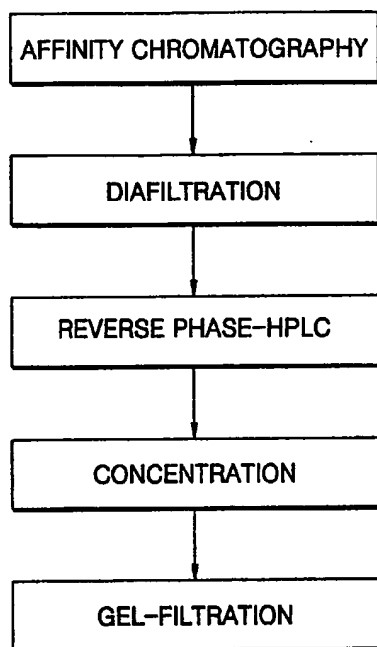 AFFINITY CHROMATOGRAPHY
DIAFILTRATION
REVERSE PHASE-HPLC
CONCENTRATION
GEL-FILTRATION